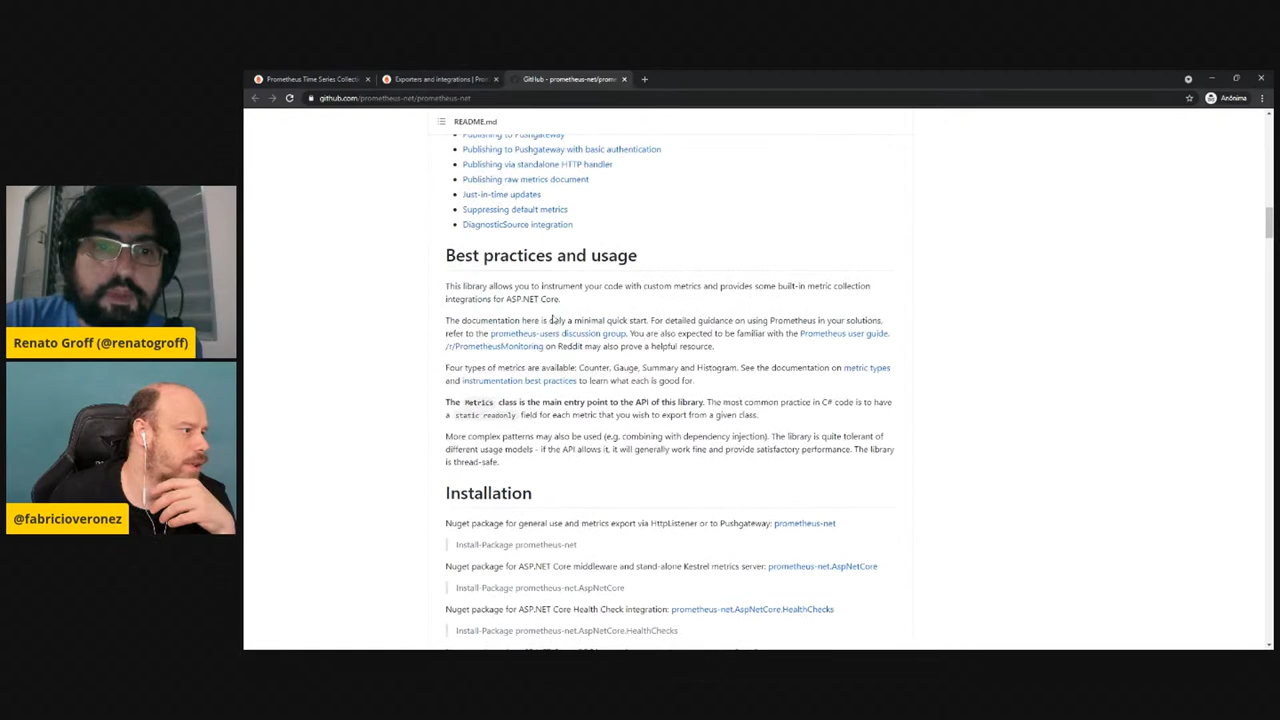 Prometheus Time Series Collecti
Exporters and integrations | Prom
GitHub - prometheus-net/prome
github.com/prometheus-net/prometheus-net
Anônima
README.md
Publishing to Pushgateway
Publishing to Pushgateway with basic authentication
Publishing via standalone HTTP handler
Publishing raw metrics document
Just-in-time updates
Suppressing default metrics
DiagnosticSource integration
Best practices and usage
This library allows you to instrument your code with custom metrics and provides some built-in metric collection
integrations for ASP.NET Core.
The documentation here is only a minimal quick start. For detailed guidance on using Prometheus in your solutions,
refer to the prometheus-users discussion group. You are also expected to be familiar with the Prometheus user guide.
/r/PrometheusMonitoring on Reddit may also prove a helpful resource.
Four types of metrics are available: Counter, Gauge, Summary and Histogram. See the documentation on metric types
and instrumentation best practices to learn what each is good for.
The Metrics class is the main entry point to the API of this library. The most common practice in C# code is to have
a static readonly field for each metric that you wish to export from a given class.
More complex patterns may also be used (e.g. combining with dependency injection). The library is quite tolerant of
different usage models - if the API allows it, it will generally work fine and provide satisfactory performance. The library
is thread-safe.
Installation
Nuget package for general use and metrics export via HttpListener or to Pushgateway: prometheus-net
Install-Package prometheus-net
Nuget package for ASP.NET Core middleware and stand-alone Kestrel metrics server: prometheus-net.AspNetCore
Install-Package prometheus-net.AspNetCore
Nuget package for ASP.NET Core Health Check integration: prometheus-net.AspNetCore.HealthChecks
Install-Package prometheus-net.AspNetCore.HealthChecks
Renato Groff (@renatogroff)
@fabricioveronez